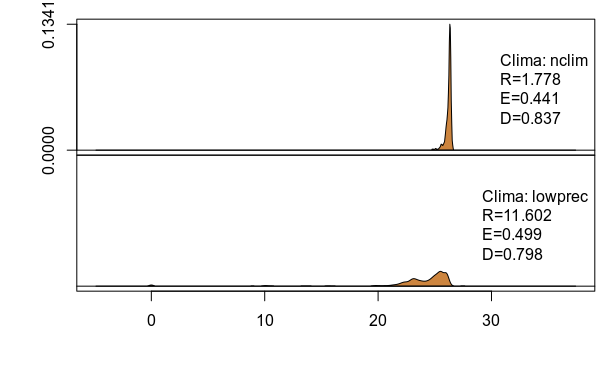 0.1341
Clima: nclim
R=1.778
E=0.441
D=0.837
0.0000
Clima: lowprec
R=11.602
E=0.499
D=0.798
0 10 20 30